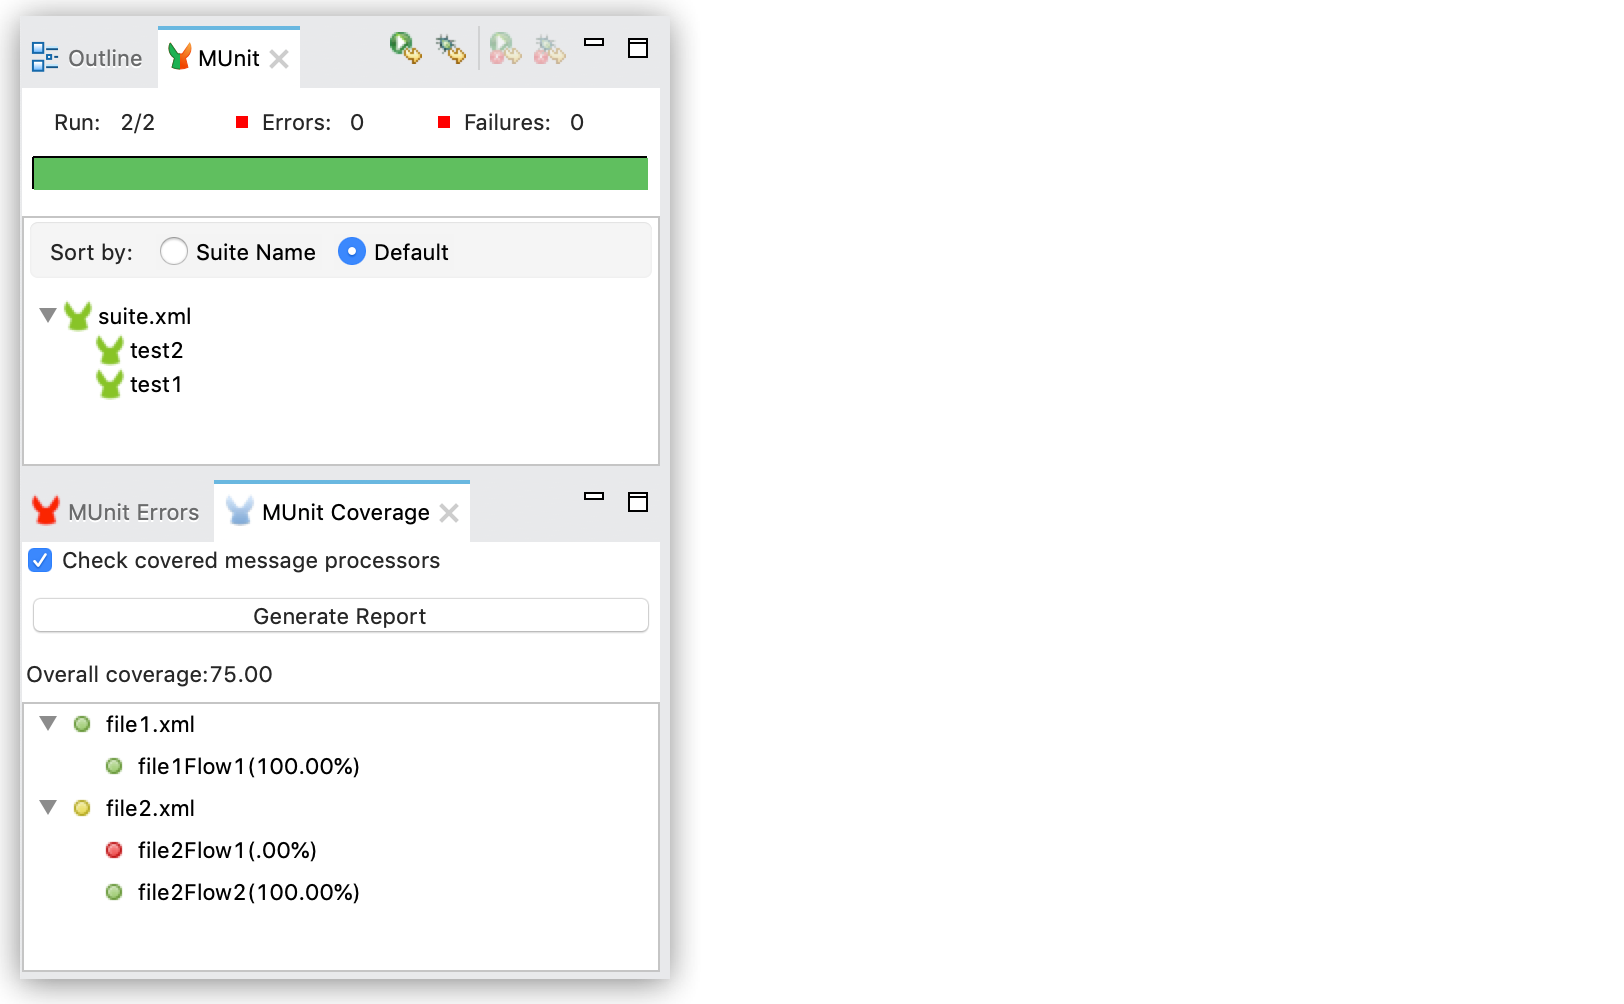 Outline MUnit
Run: 2/2 Errors: 0 Failures: 0
Sort by: Suite Name Default
suite.xml
test2
test1
MUnit Errors MUnit Coverage
Check covered message processors
Generate Report
Overall coverage:75.00
file1.xml
file1Flow1(100.00%)
file2.xml
file2Flow1(.00%)
file2Flow2(100.00%)